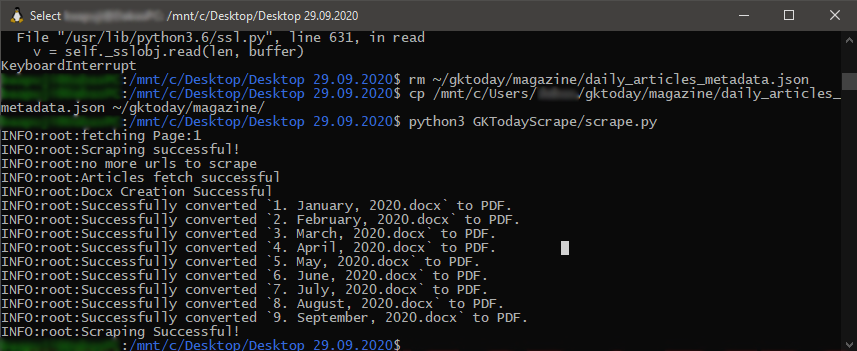 Select /mnt/c/Desktop/Desktop 29.09.2020
File "/usr/lib/python3.6/ssl.py", line 631, in read
v = self._sslobj.read(len, buffer)
KeyboardInterrupt
:/mnt/c/Desktop/Desktop 29.09.2020$ rm ~/gktoday/magazine/daily_articles_metadata.json
:/mnt/c/Desktop/Desktop 29.09.2020$ cp /mnt/c/Users/ /gktoday/magazine/daily_articles_
metadata.json ~/gktoday/magazine/
:/mnt/c/Desktop/Desktop 29.09.2020$ python3 GKTodayScrape/scrape.py
INFO:root:fetching Page:1
INFO:root:Scraping successful!
INFO:root:no more urls to scrape
INFO:root:Articles fetch successful
INFO:root:Docx Creation Successful
INFO:root:Successfully converted `1. January, 2020.docx` to PDF.
INFO:root:Successfully converted `2. February, 2020.docx` to PDF.
INFO:root:Successfully converted `3. March, 2020.docx` to PDF.
INFO:root:Successfully converted `4. April, 2020.docx` to PDF.
INFO:root:Successfully converted `5. May, 2020.docx` to PDF.
INFO:root:Successfully converted `6. June, 2020.docx` to PDF.
INFO:root:Successfully converted `7. July, 2020.docx` to PDF.
INFO:root:Successfully converted `8. August, 2020.docx` to PDF.
INFO:root:Successfully converted `9. September, 2020.docx` to PDF.
INFO:root:Scraping Successful!
:/mnt/c/Desktop/Desktop 29.09.2020$